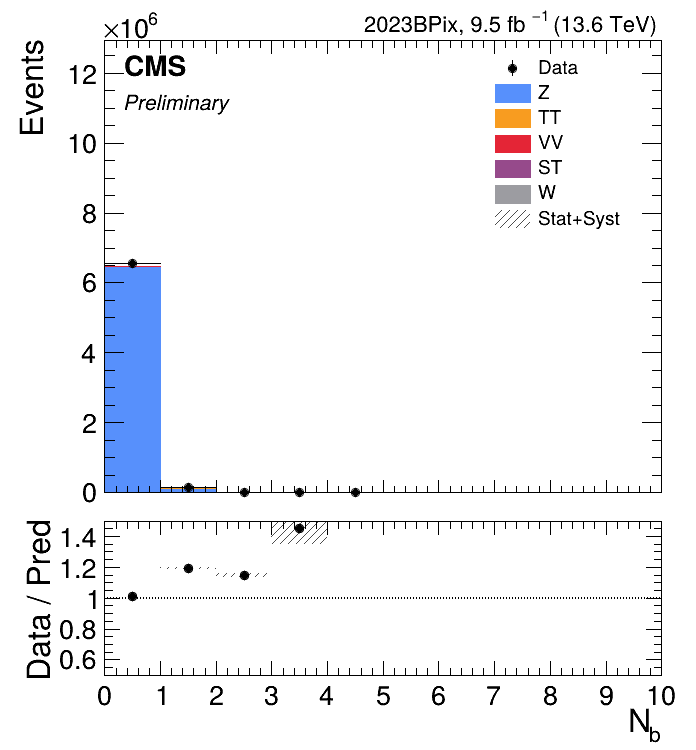 ×10⁶
2023BPix, 9.5 fb ⁻¹ (13.6 TeV)
CMS
Preliminary
Data
Z
TT
VV
ST
W
Stat+Syst
Events
12
10
8
6
4
2
0
Data / Pred
1.4
1.2
1
0.8
0.6
0 1 2 3 4 5 6 7 8 9 10
N_b